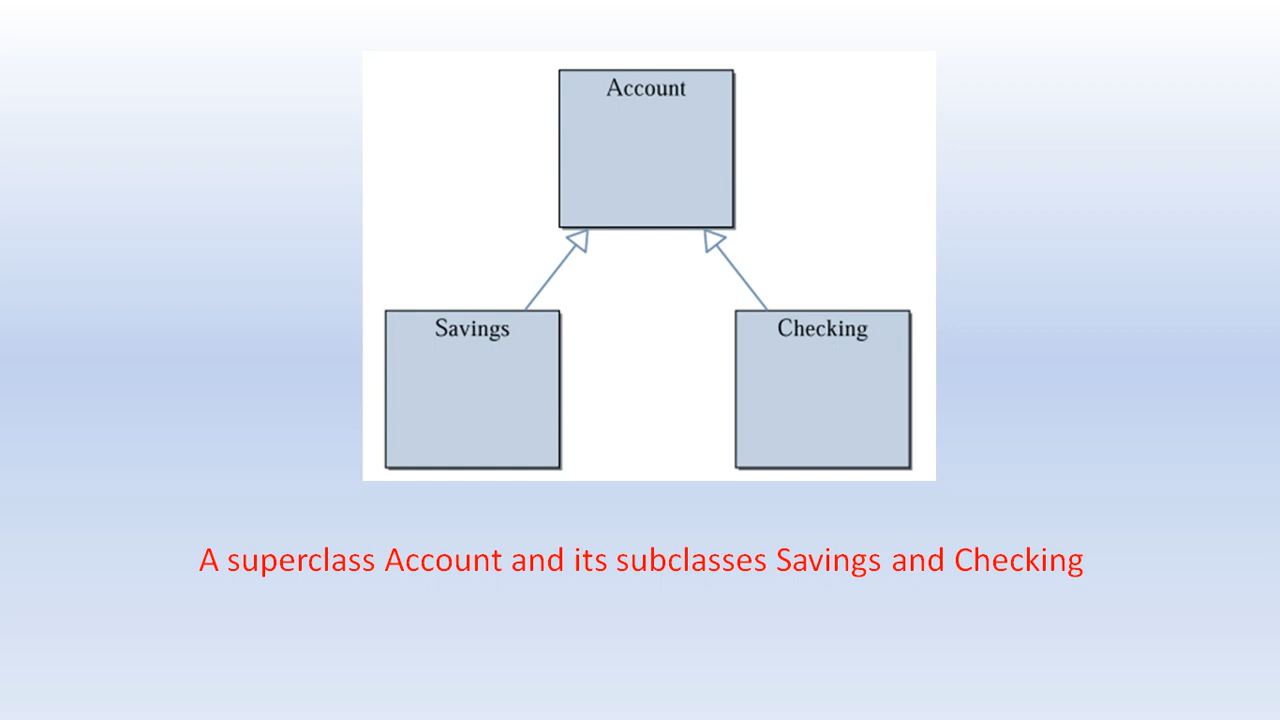 Account
Savings
Checking
A superclass Account and its subclasses Savings and Checking